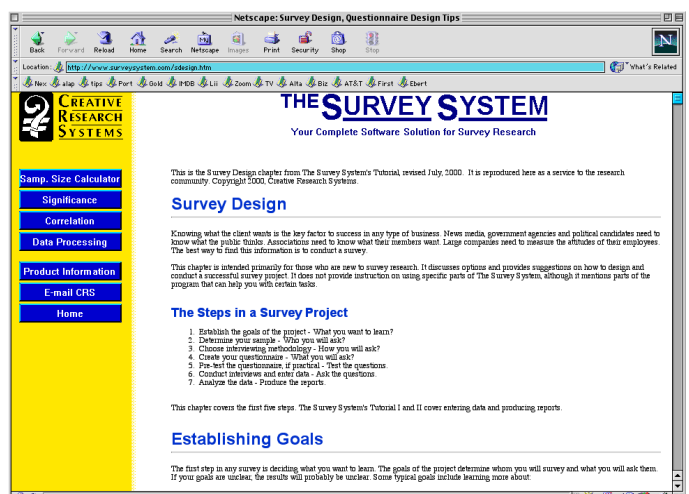 Netscape: Survey Design, Questionnaire Design Tips
Back Forward Reload Home Search Netscape Images Print Security Shop Stop
N
Location: http://www.surveysystem.com/sdesign.htm What's Related
Nex alap tips Port Gold IMDB Lii Zoom TV Alta Biz AT&T First Ebert
CREATIVE
RESEARCH
SYSTEMS
THE SURVEY SYSTEM
Your Complete Software Solution for Survey Research
Samp. Size Calculator
Significance
Correlation
Data Processing
Product Information
E-mail CRS
Home
This is the Survey Design chapter from The Survey System's Tutorial, revised July, 2000. It is reproduced here as a service to the research
community. Copyright 2000, Creative Research Systems.
Survey Design
Knowing what the client wants is the key factor to success in any type of business. News media, government agencies and political candidates need to
know what the public thinks. Associations need to know what their members want. Large companies need to measure the attitudes of their employees.
The best way to find this information is to conduct a survey.
This chapter is intended primarily for those who are new to survey research. It discusses options and provides suggestions on how to design and
conduct a successful survey project. It does not provide instruction on using specific parts of The Survey System, although it mentions parts of the
program that can help you with certain tasks.
The Steps in a Survey Project
1. Establish the goals of the project - What you want to learn?
2. Determine your sample - Who you will ask?
3. Choose interviewing methodology - How you will ask?
4. Create your questionnaire - What you will ask?
5. Pre-test the questionnaire, if practical - Test the questions.
6. Conduct interviews and enter data - Ask the questions.
7. Analyze the data - Produce the reports.
This chapter covers the first five steps. The Survey System's Tutorial I and II cover entering data and producing reports.
Establishing Goals
The first step in any survey is deciding what you want to learn. The goals of the project determine whom you will survey and what you will ask them.
If your goals are unclear, the results will probably be unclear. Some typical goals include learning more about: